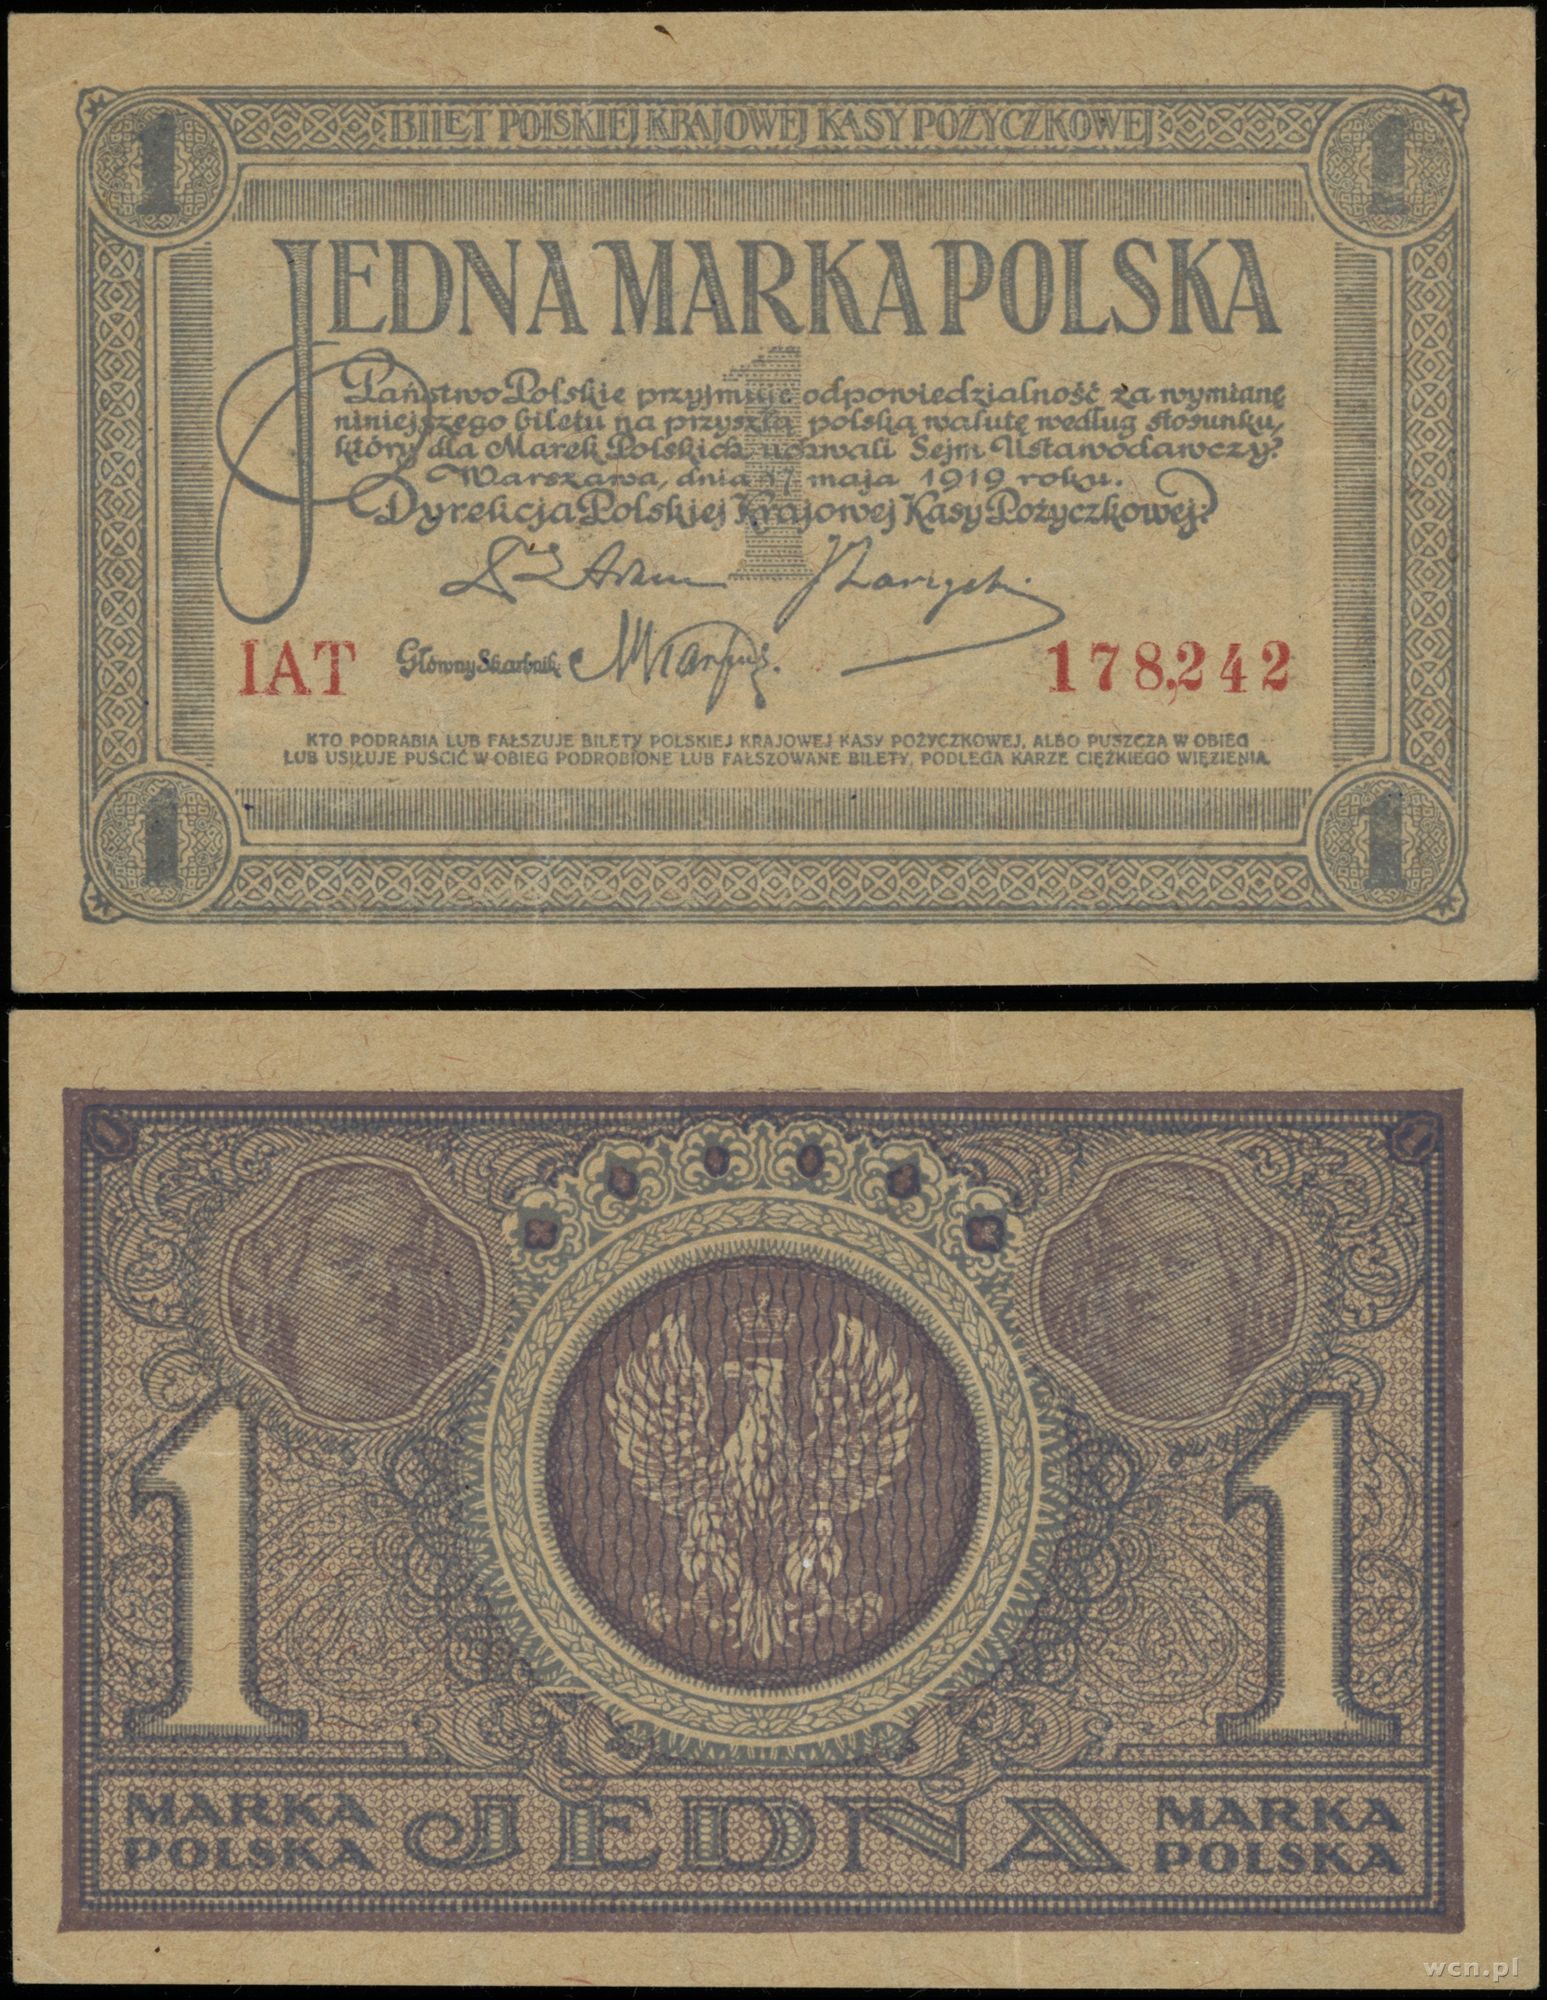 1
BILET POLSKIEJ KRAJOWEJ KASY POŻYCZKOWEJ
1
JEDNA MARKA POLSKA
1
Państwo Polskie przyjmuje odpowiedzialność za wymianę
niniejszego biletu na przyszłą polską walutę według stosunku,
który dla Marek Polskich uchwali Sejm Ustawodawczy.
Warszawa, dnia 17 maja 1919 roku.
Dyrekcja Polskiej Krajowej Kasy Pożyczkowej.
IAT
Główny Skarbnik
178,242
KTO PODRABIA LUB FAŁSZUJE BILETY POLSKIEJ KRAJOWEJ KASY POŻYCZKOWEJ, ALBO PUSZCZA W OBIEG
LUB USIŁUJE PUŚCIĆ W OBIEG PODROBIONE LUB FAŁSZOWANE BILETY, PODLEGA KARZE CIĘŻKIEGO WIĘZIENIA.
1
1
1
1
1
1
MARKA
POLSKA
JEDNA
MARKA
POLSKA
wcn.pl